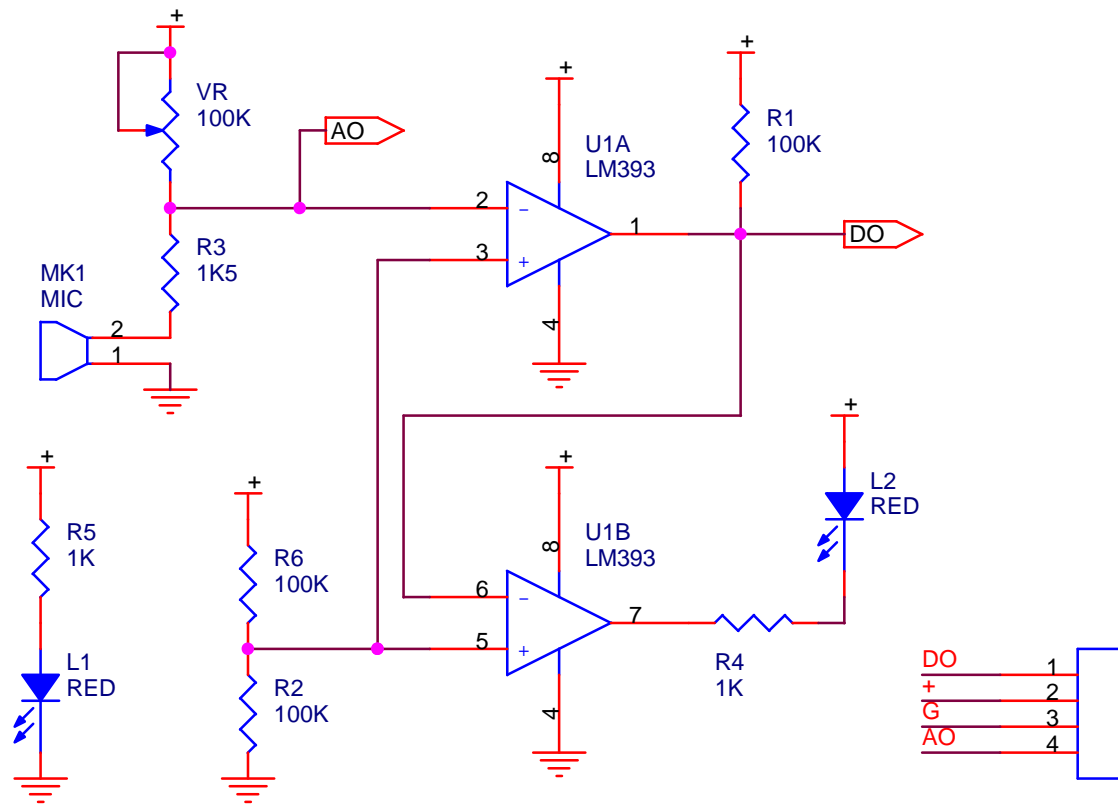 +
VR
100K
AO
+
8
U1A
LM393
2
−
3
+
1
4
+
R1
100K
DO
R3
1K5
MK1
MIC
2
1
+
R5
1K
L1
RED
+
R6
100K
R2
100K
+
8
U1B
LM393
6
−
5
+
7
4
R4
1K
+
L2
RED
DO 1
+ 2
G 3
AO 4